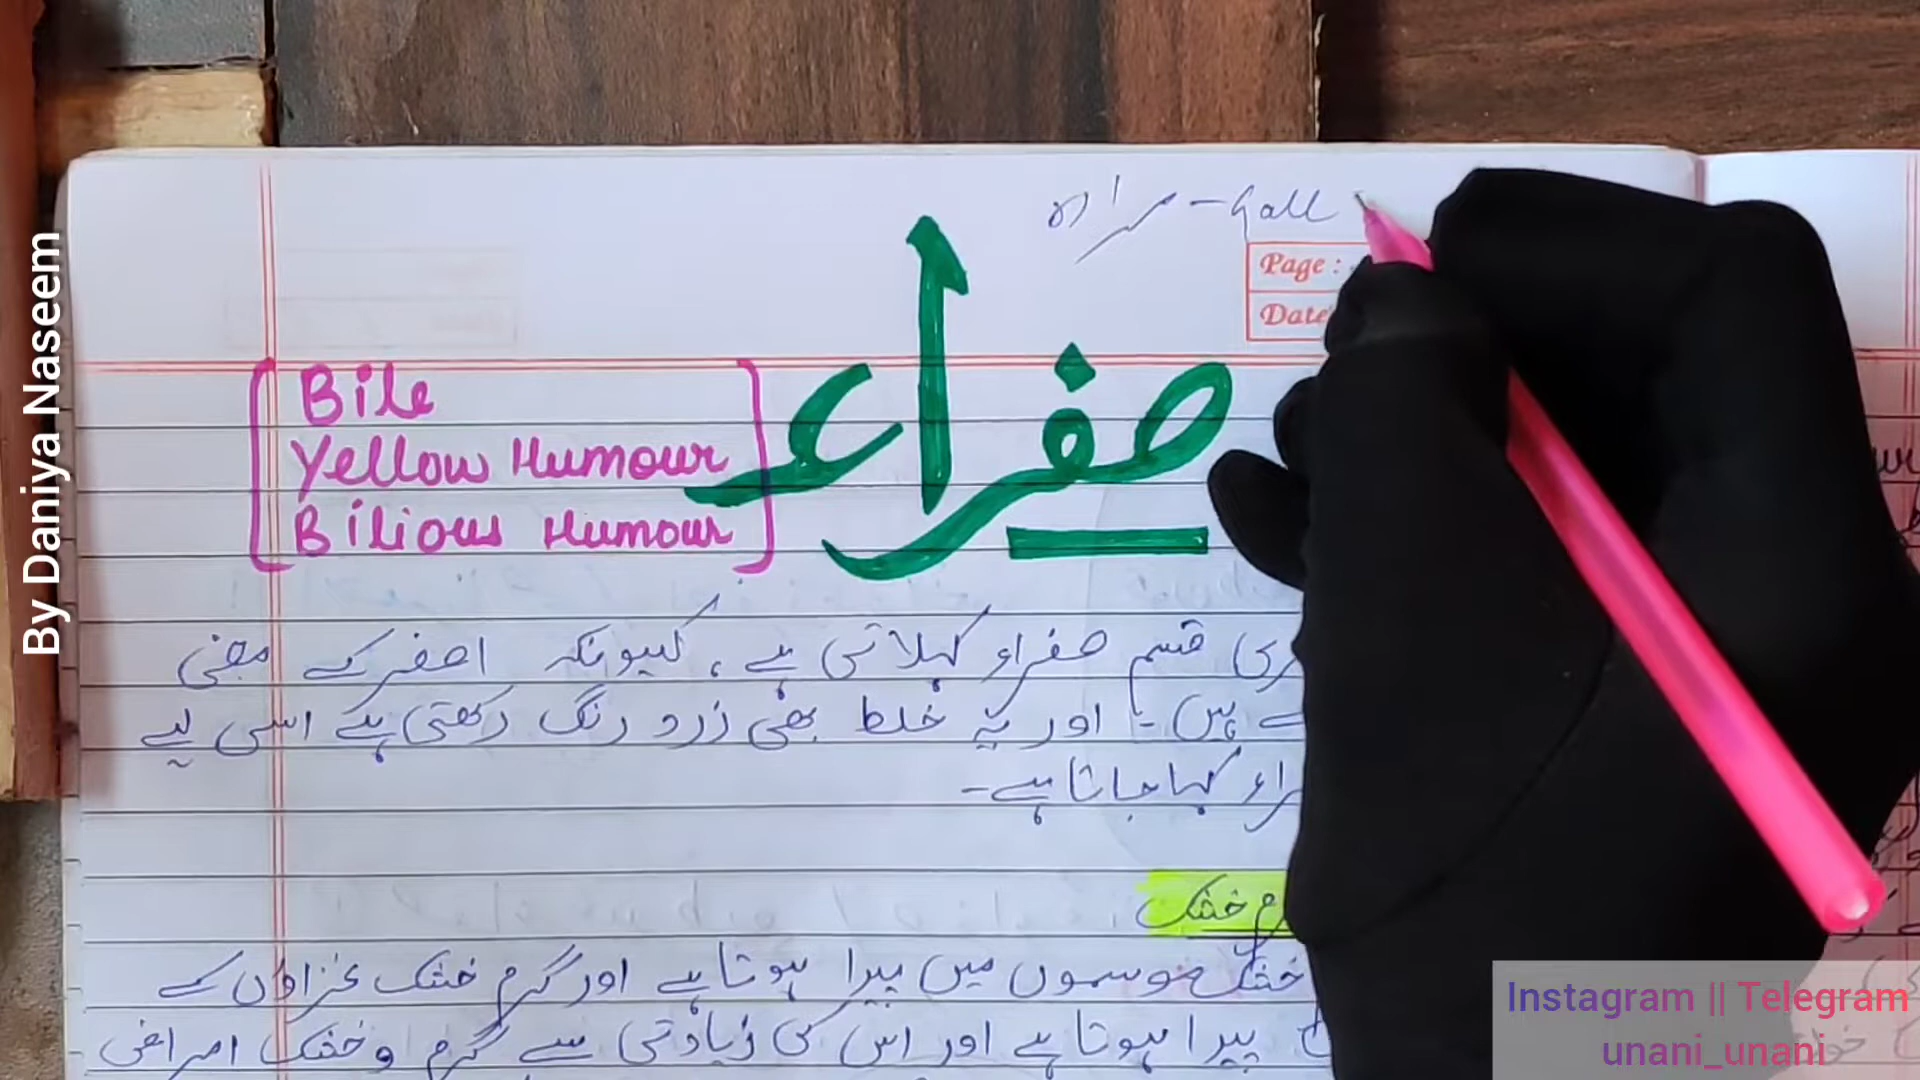 مرارہ - Gall
Page :
Date
صفراء
Bile
Yellow Humour
Bilious Humour
قسم صفراء کہلاتی ہے، کیونکہ اصفر کے معنی
ہیں۔ اور یہ خلط بھی زرد رنگ رکھتی ہے اسی لیے
کہا جاتا ہے۔
خشک
خشک موسموں میں پیدا ہوتا ہے اور گرم خشک غذاؤں کے
پیدا ہوتا ہے اور اس کی زیادتی سے گرم و خشک امراض
By Daniya Naseem
Instagram || Telegram
unani_unani